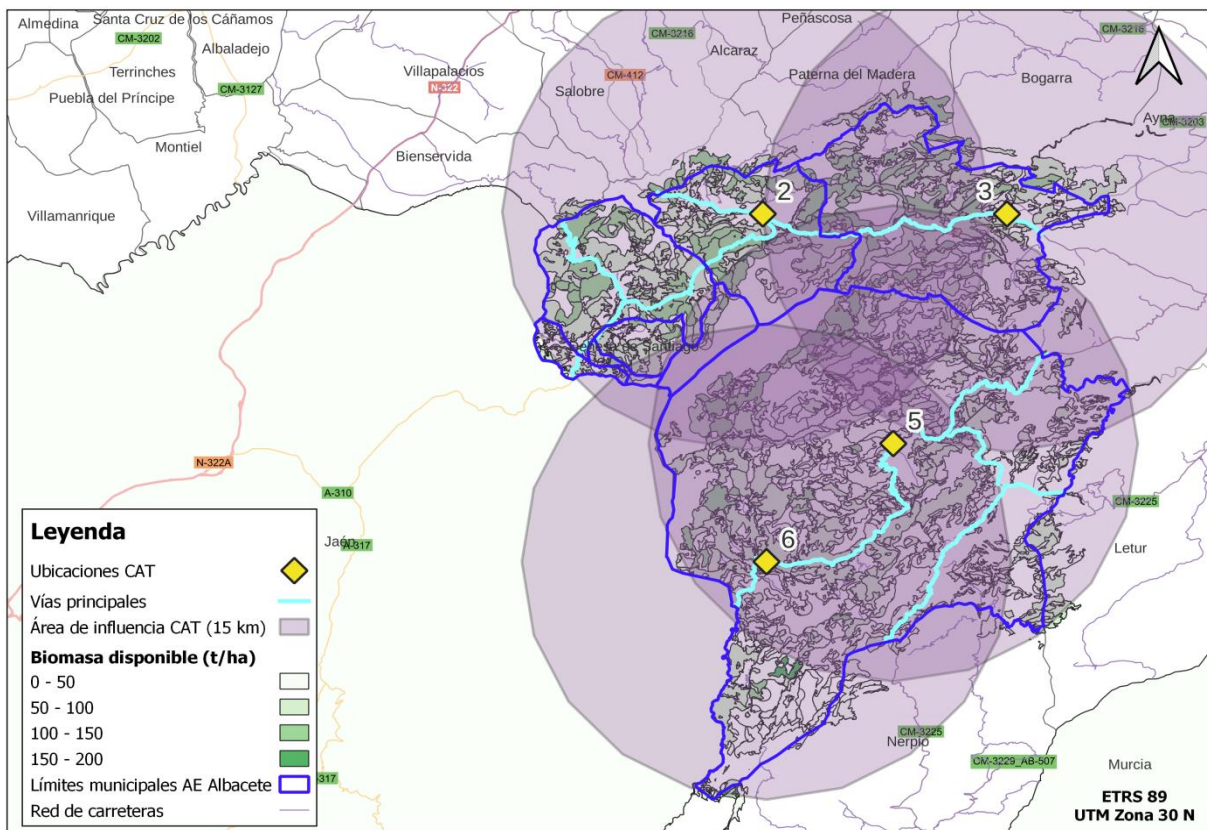 Almedina
Santa Cruz de los Cáñamos
CM-3202
Albaladejo
Terrinches
Puebla del Príncipe
CM-3127
Montiel
Villamanrique
Villapalacios
N-322
Bienservida
Salobre
CM-412
CM-3216
Alcaraz
Peñascosa
Paterna del Madera
Bogarra
CM-3218
Ayna
CM-3203
2
3
de Santiago
5
6
N-322A
A-310
Jaén
A-317
CM-3225
Letur
CM-3225
Nerpio
CM-3229_AB-507
Murcia
-317
Leyenda
Ubicaciones CAT
Vías principales
Área de influencia CAT (15 km)
Biomasa disponible (t/ha)
0 - 50
50 - 100
100 - 150
150 - 200
Límites municipales AE Albacete
Red de carreteras
ETRS 89
UTM Zona 30 N